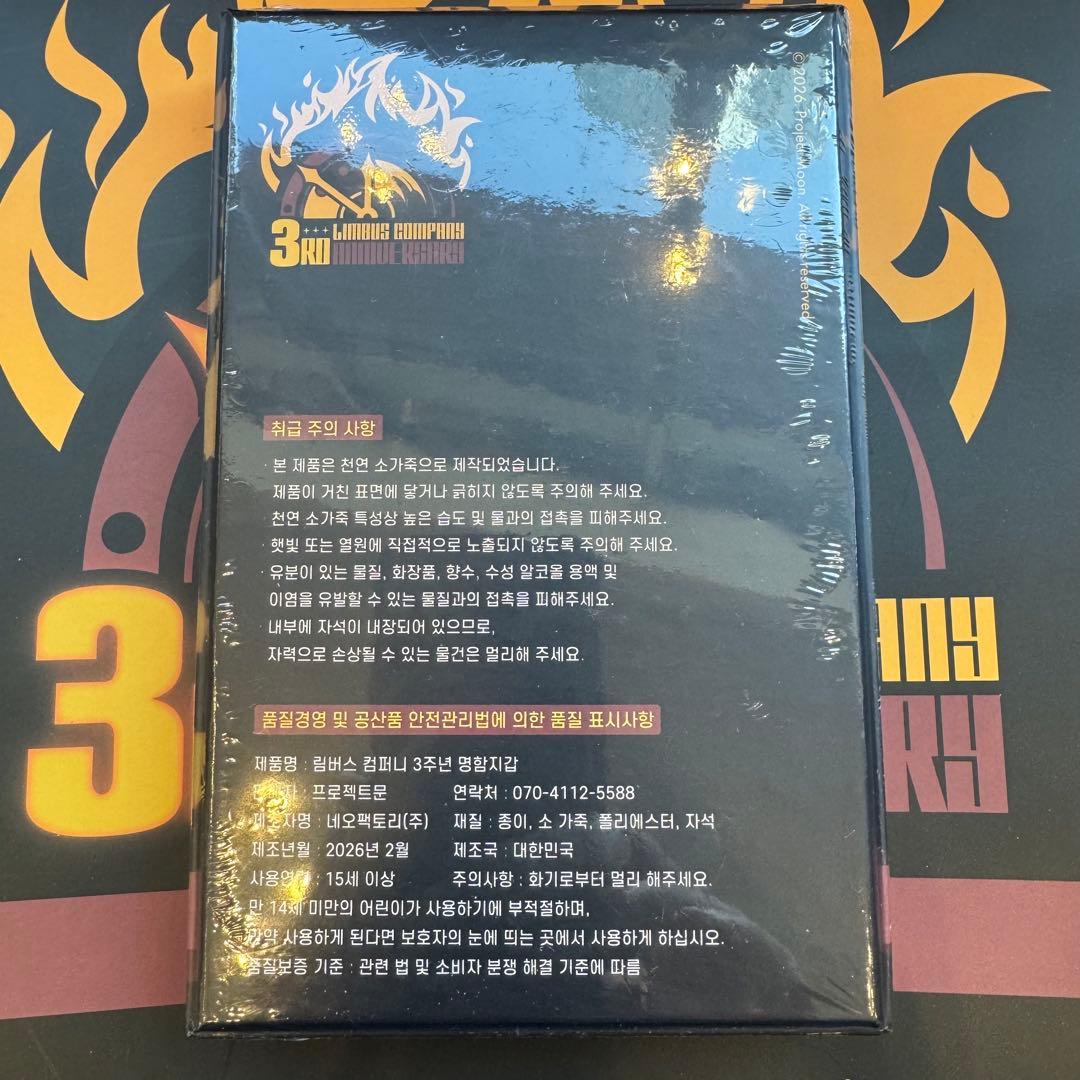 3RD LIMBUS COMPANY
ANNIVERSARY
© 2026. Project Moon. All rights reserved.
취급 주의 사항
· 본 제품은 천연 소가죽으로 제작되었습니다.
제품이 거친 표면에 닿거나 긁히지 않도록 주의해 주세요.
· 천연 소가죽 특성상 높은 습도 및 물과의 접촉을 피해주세요.
· 햇빛 또는 열원에 직접적으로 노출되지 않도록 주의해 주세요.
· 유분이 있는 물질, 화장품, 향수, 수성 알코올 용액 및
이염을 유발할 수 있는 물질과의 접촉을 피해주세요.
· 내부에 자석이 내장되어 있으므로,
자력으로 손상될 수 있는 물건은 멀리해 주세요.
품질경영 및 공산품 안전관리법에 의한 품질 표시사항
제품명 : 림버스 컴퍼니 3주년 명함지갑
: 프로젝트문 연락처 : 070-4112-5588
제조자명 : 네오팩토리(주) 재질 : 종이, 소 가죽, 폴리에스터, 자석
제조년월 : 2026년 2월 제조국 : 대한민국
사용연령 : 15세 이상 주의사항 : 화기로부터 멀리 해주세요.
만 14세 미만의 어린이가 사용하기에 부적절하며,
만약 사용하게 된다면 보호자의 눈에 띄는 곳에서 사용하게 하십시오.
품질보증 기준 : 관련 법 및 소비자 분쟁 해결 기준에 따름
3
ANY
RY